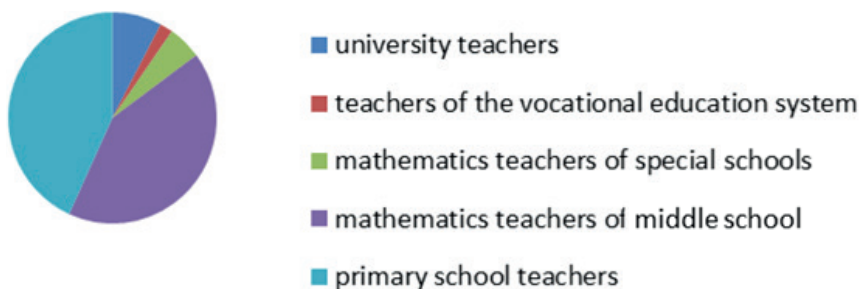 university teachers
teachers of the vocational education system
mathematics teachers of special schools
mathematics teachers of middle school
primary school teachers